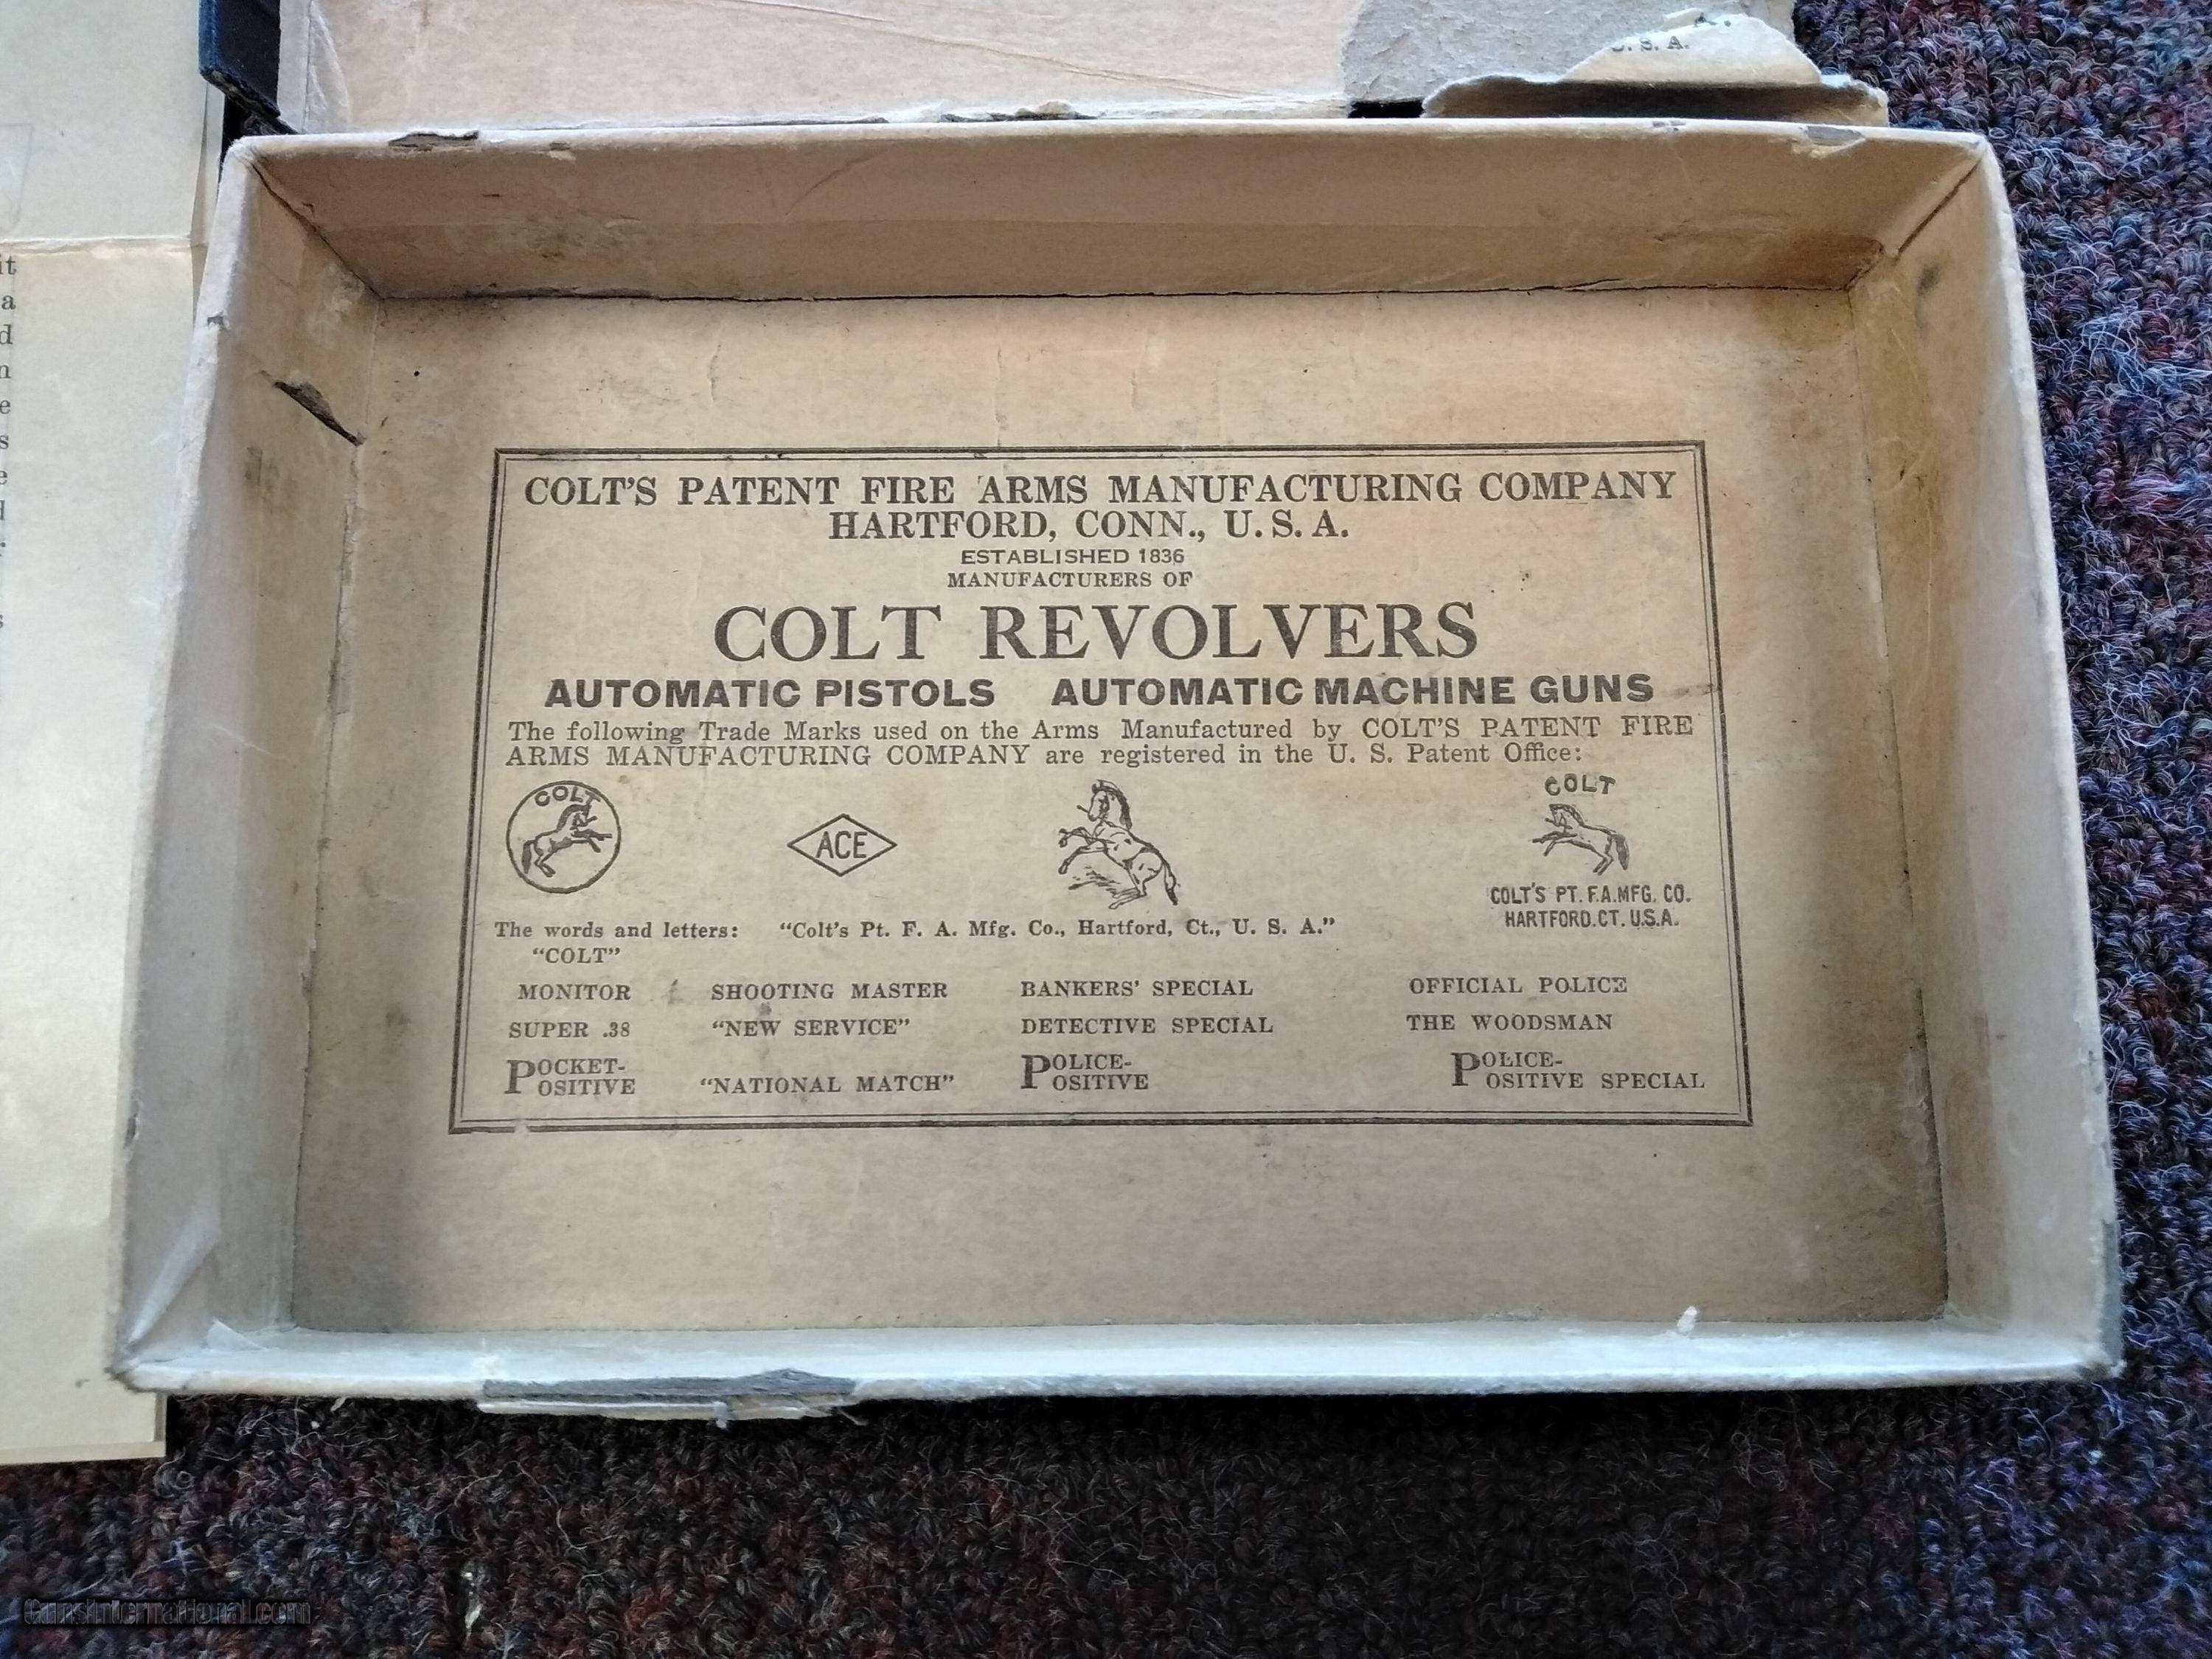 A.
U. S. A.
it
a
d
n
e
s
e
d
s
COLT'S PATENT FIRE ARMS MANUFACTURING COMPANY
HARTFORD, CONN., U. S. A.
ESTABLISHED 1836
MANUFACTURERS OF
COLT REVOLVERS
AUTOMATIC PISTOLS AUTOMATIC MACHINE GUNS
The following Trade Marks used on the Arms Manufactured by COLT'S PATENT FIRE
ARMS MANUFACTURING COMPANY are registered in the U. S. Patent Office:
COLT
ACE
COLT
COLT'S PT. F.A.MFG. CO.
HARTFORD.CT. U.S.A.
The words and letters: "Colt's Pt. F. A. Mfg. Co., Hartford, Ct., U. S. A."
"COLT"
MONITOR SHOOTING MASTER BANKERS' SPECIAL OFFICIAL POLICE
SUPER .38 "NEW SERVICE" DETECTIVE SPECIAL THE WOODSMAN
POCKET-
POSITIVE "NATIONAL MATCH" POLICE-
POSITIVE POLICE-
POSITIVE SPECIAL
GunsInternational.com